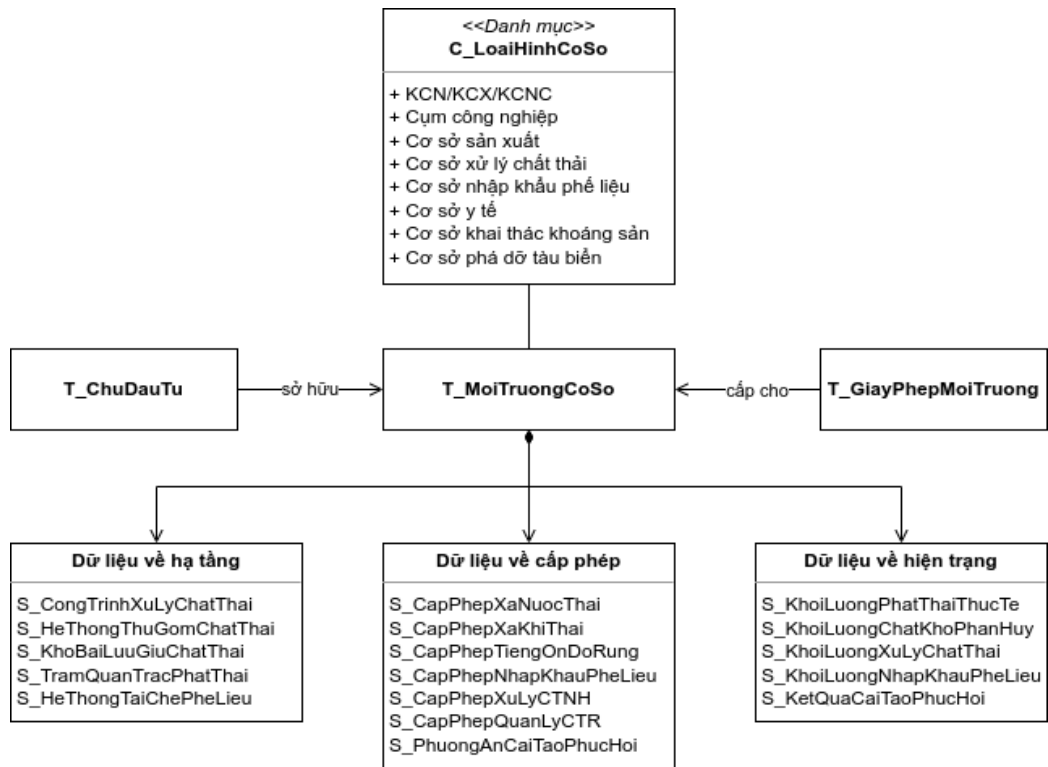 <<Danh mục>>
C_LoaiHinhCoSo
+ KCN/KCX/KCNC
+ Cụm công nghiệp
+ Cơ sở sản xuất
+ Cơ sở xử lý chất thải
+ Cơ sở nhập khẩu phế liệu
+ Cơ sở y tế
+ Cơ sở khai thác khoáng sản
+ Cơ sở phá dỡ tàu biển
T_ChuDauTu
sở hữu
T_MoiTruongCoSo
cấp cho
T_GiayPhepMoiTruong
Dữ liệu về hạ tầng
S_CongTrinhXuLyChatThai
S_HeThongThuGomChatThai
S_KhoBaiLuuGiuChatThai
S_TramQuanTracPhatThai
S_HeThongTaiChePheLieu
Dữ liệu về cấp phép
S_CapPhepXaNuocThai
S_CapPhepXaKhiThai
S_CapPhepTiengOnDoRung
S_CapPhepNhapKhauPheLieu
S_CapPhepXuLyCTNH
S_CapPhepQuanLyCTR
S_PhuongAnCaiTaoPhucHoi
Dữ liệu về hiện trạng
S_KhoiLuongPhatThaiThucTe
S_KhoiLuongChatKhoPhanHuy
S_KhoiLuongXuLyChatThai
S_KhoiLuongNhapKhauPheLieu
S_KetQuaCaiTaoPhucHoi